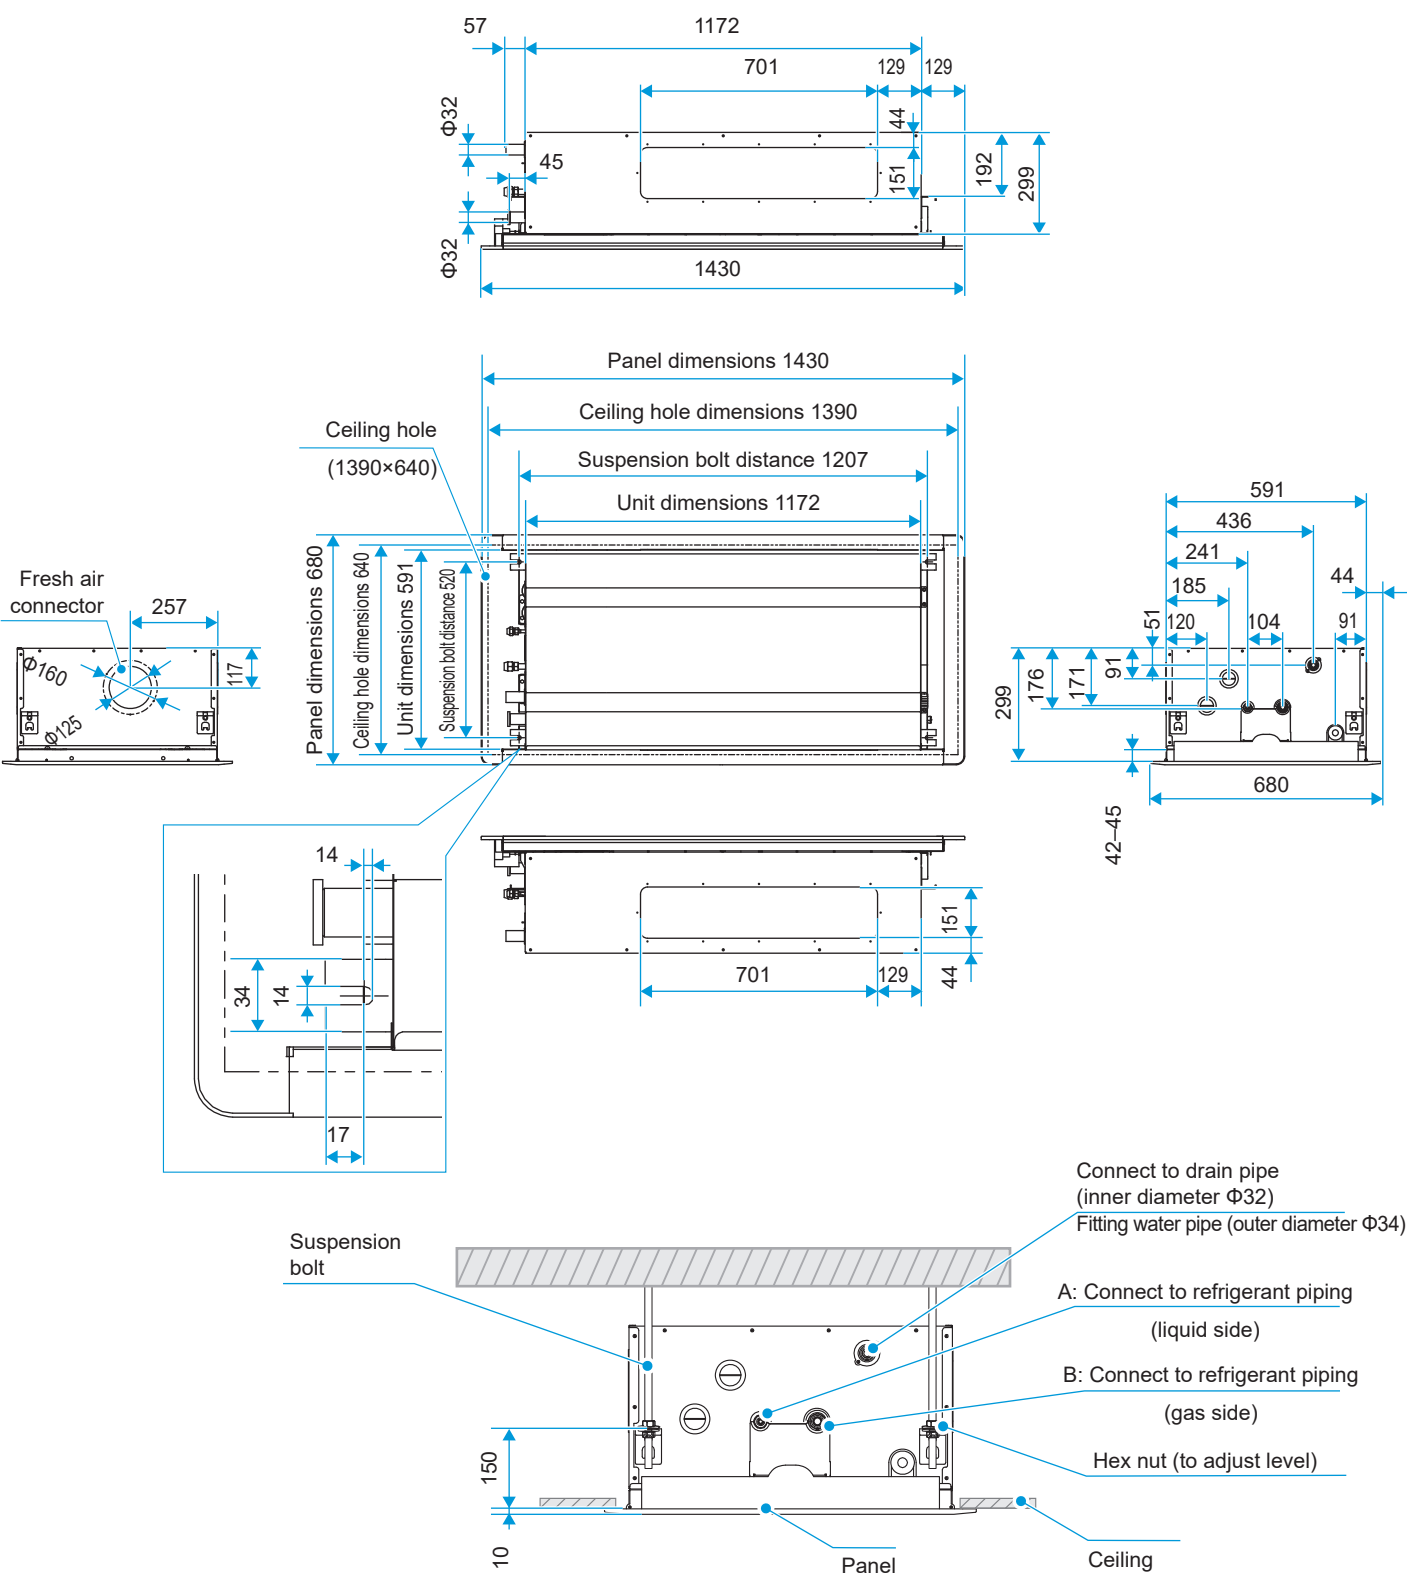 57
1172
701
129
129
Φ32
44
45
151
192
299
Φ32
1430
Panel dimensions 1430
Ceiling hole dimensions 1390
Ceiling hole
(1390×640)
Suspension bolt distance 1207
Unit dimensions 1172
Panel dimensions 680
Ceiling hole dimensions 640
Unit dimensions 591
Suspension bolt distance 520
Fresh air
connector
257
Φ160
117
Φ125
591
436
241
44
185
51
120
104
91
299
176
171
91
680
42–45
14
34
14
17
151
701
129
44
Connect to drain pipe
(inner diameter Φ32)
Fitting water pipe (outer diameter Φ34)
Suspension
bolt
A: Connect to refrigerant piping
(liquid side)
B: Connect to refrigerant piping
(gas side)
Hex nut (to adjust level)
150
10
Panel
Ceiling